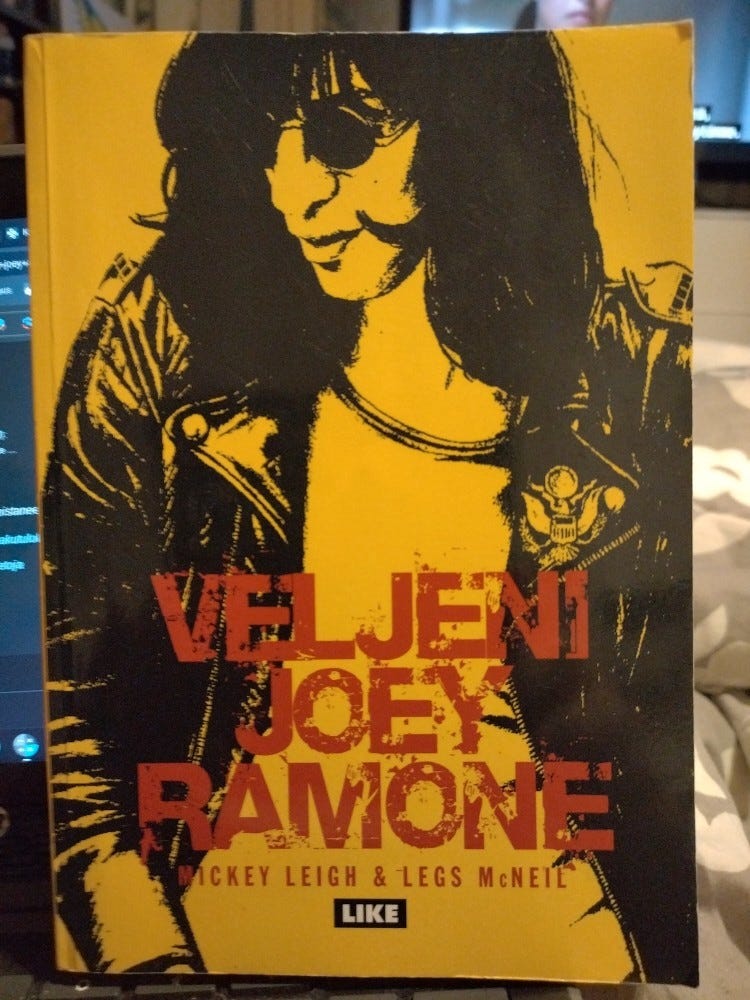 VELJENI
JOEY
RAMONE
MICKEY LEIGH & LEGS McNEIL
LIKE